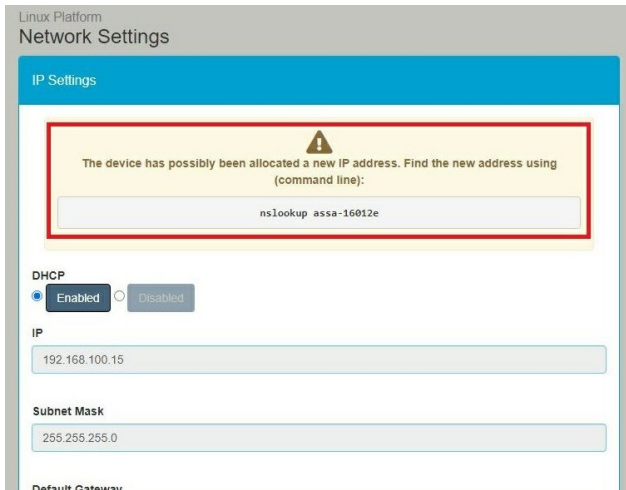 Linux Platform
Network Settings
IP Settings
The device has possibly been allocated a new IP address. Find the new address using
(command line):
nslookup assa-16012e
DHCP
Enabled Disabled
IP
192.168.100.15
Subnet Mask
255.255.255.0
Default Gateway